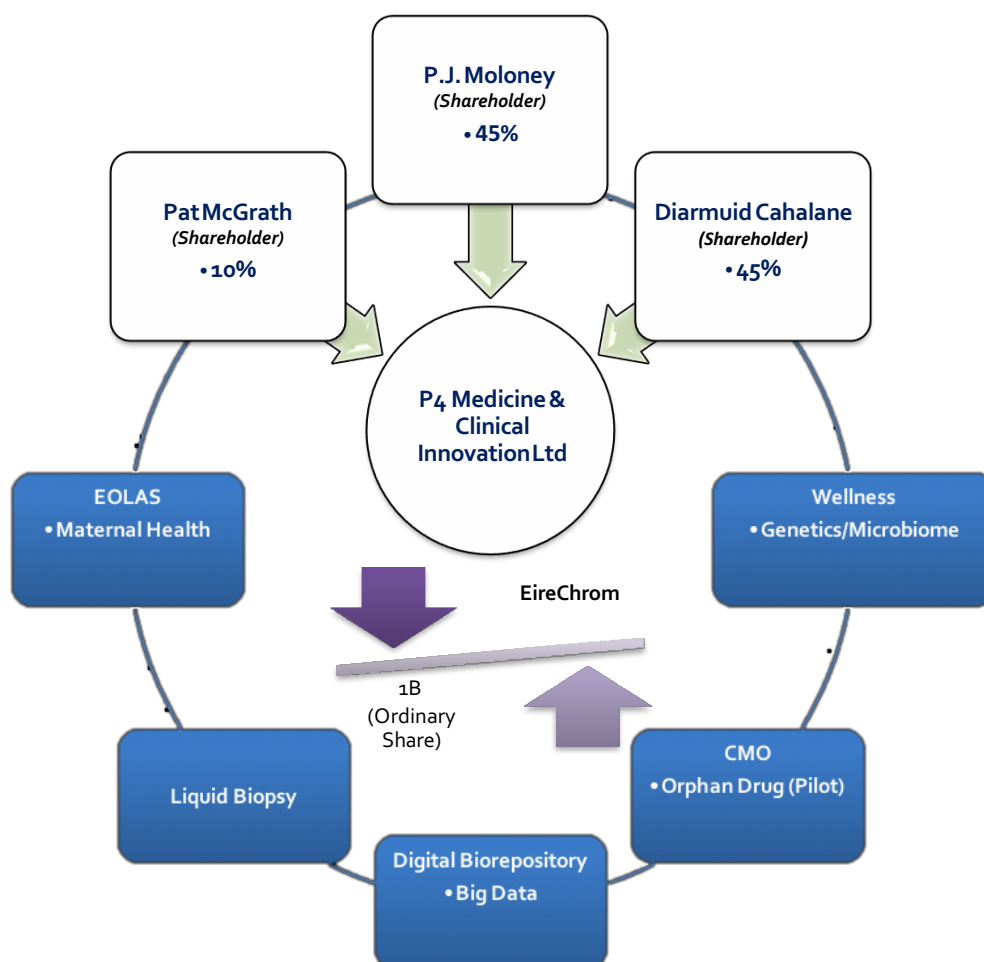 P.J. Moloney
(Shareholder)
• 45%
Pat McGrath
(Shareholder)
• 10%
Diarmuid Cahalane
(Shareholder)
• 45%
P4 Medicine &
Clinical
Innovation Ltd
EOLAS
• Maternal Health
Wellness
• Genetics/Microbiome
EireChrom
1B
(Ordinary
Share)
Liquid Biopsy
CMO
• Orphan Drug (Pilot)
Digital Biorepository
• Big Data